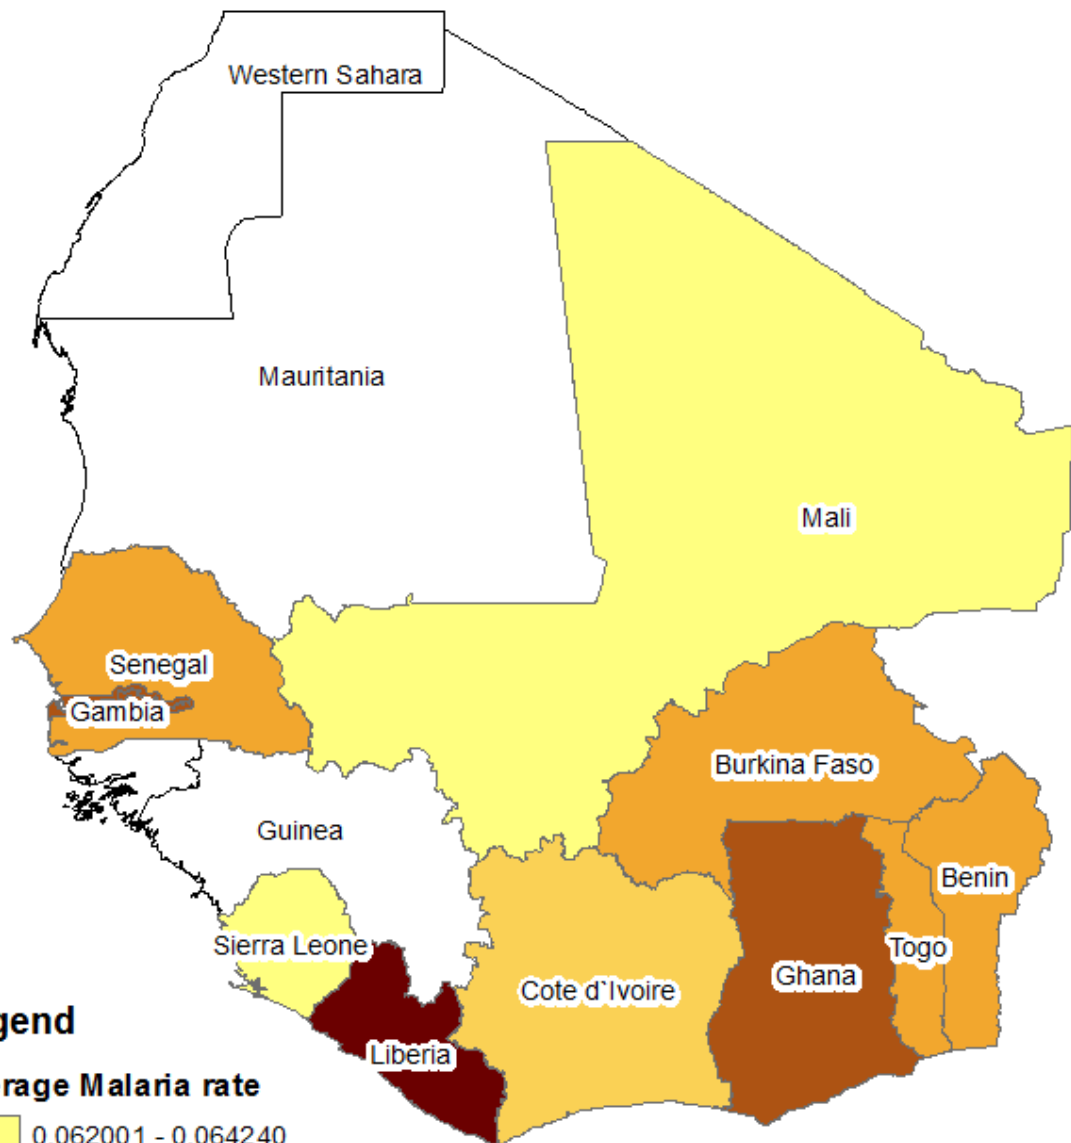 Western Sahara
Mauritania
Mali
Senegal
Gambia
Burkina Faso
Guinea
Benin
Sierra Leone
Togo
Ghana
Cote d`Ivoire
Liberia
gend
rage Malaria rate
0.062001 - 0.064240